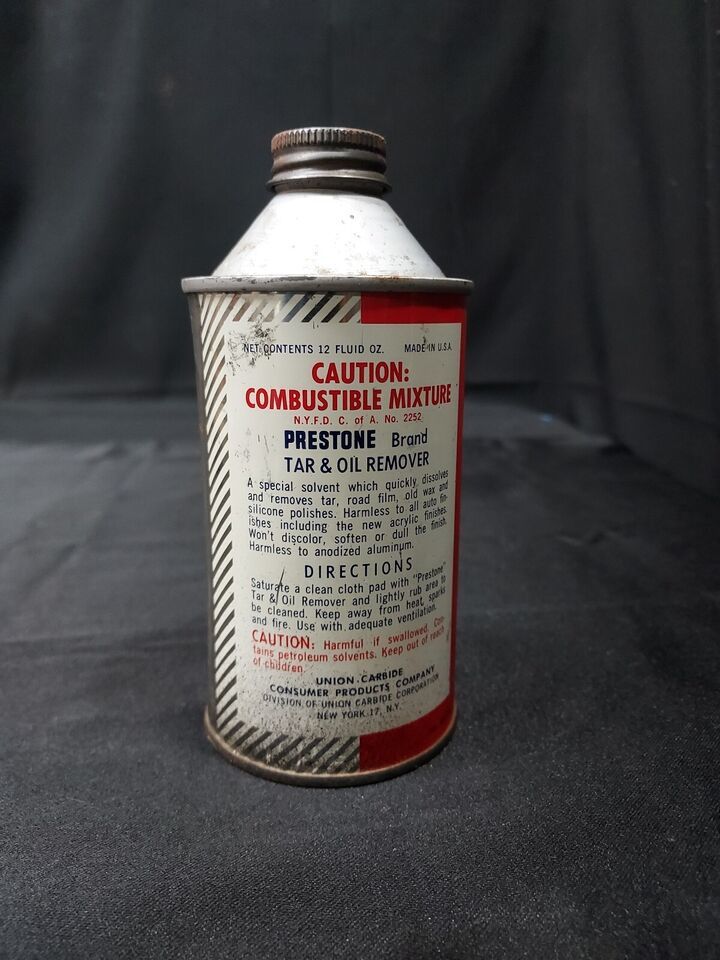 NET CONTENTS 12 FLUID OZ. MADE IN U.S.A.
CAUTION:
COMBUSTIBLE MIXTURE
N.Y.F.D. C. of A. No. 2252
PRESTONE Brand
TAR & OIL REMOVER
A special solvent which quickly dissolves
and removes tar, road film, old wax and
silicone polishes. Harmless to all auto fin-
ishes including the new acrylic finishes.
Won't discolor, soften or dull the finish.
Harmless to anodized aluminum.
DIRECTIONS
Saturate a clean cloth pad with "Prestone"
Tar & Oil Remover and lightly rub area to
be cleaned. Keep away from heat, sparks
and fire. Use with adequate ventilation.
CAUTION: Harmful if swallowed. Con-
tains petroleum solvents. Keep out of reach
of children.
UNION CARBIDE
CONSUMER PRODUCTS COMPANY
DIVISION OF UNION CARBIDE CORPORATION
NEW YORK 17, N.Y.